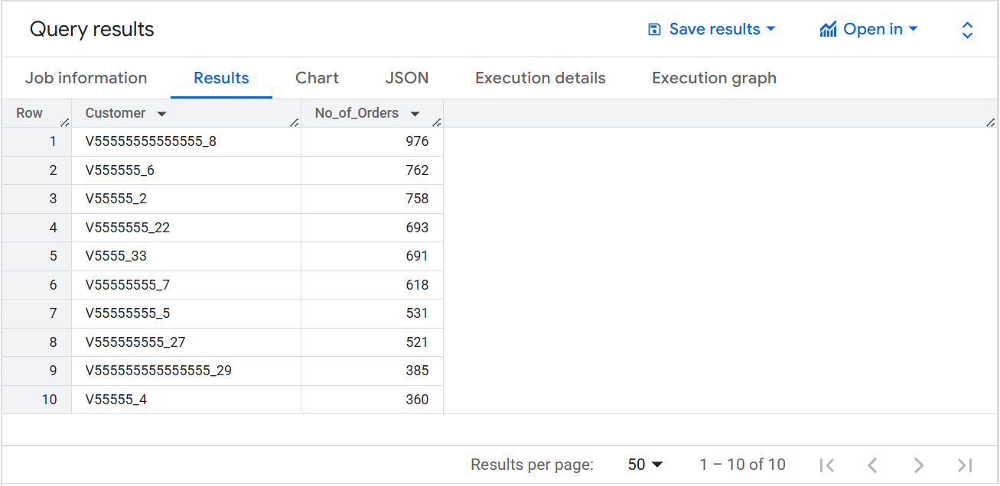 Query results Save results Open in
Job information Results Chart JSON Execution details Execution graph
Row Customer No_of_Orders
1 V55555555555555_8 976
2 V555555_6 762
3 V55555_2 758
4 V5555555_22 693
5 V5555_33 691
6 V55555555_7 618
7 V55555555_5 531
8 V555555555_27 521
9 V555555555555555_29 385
10 V55555_4 360
Results per page: 50 1 – 10 of 10